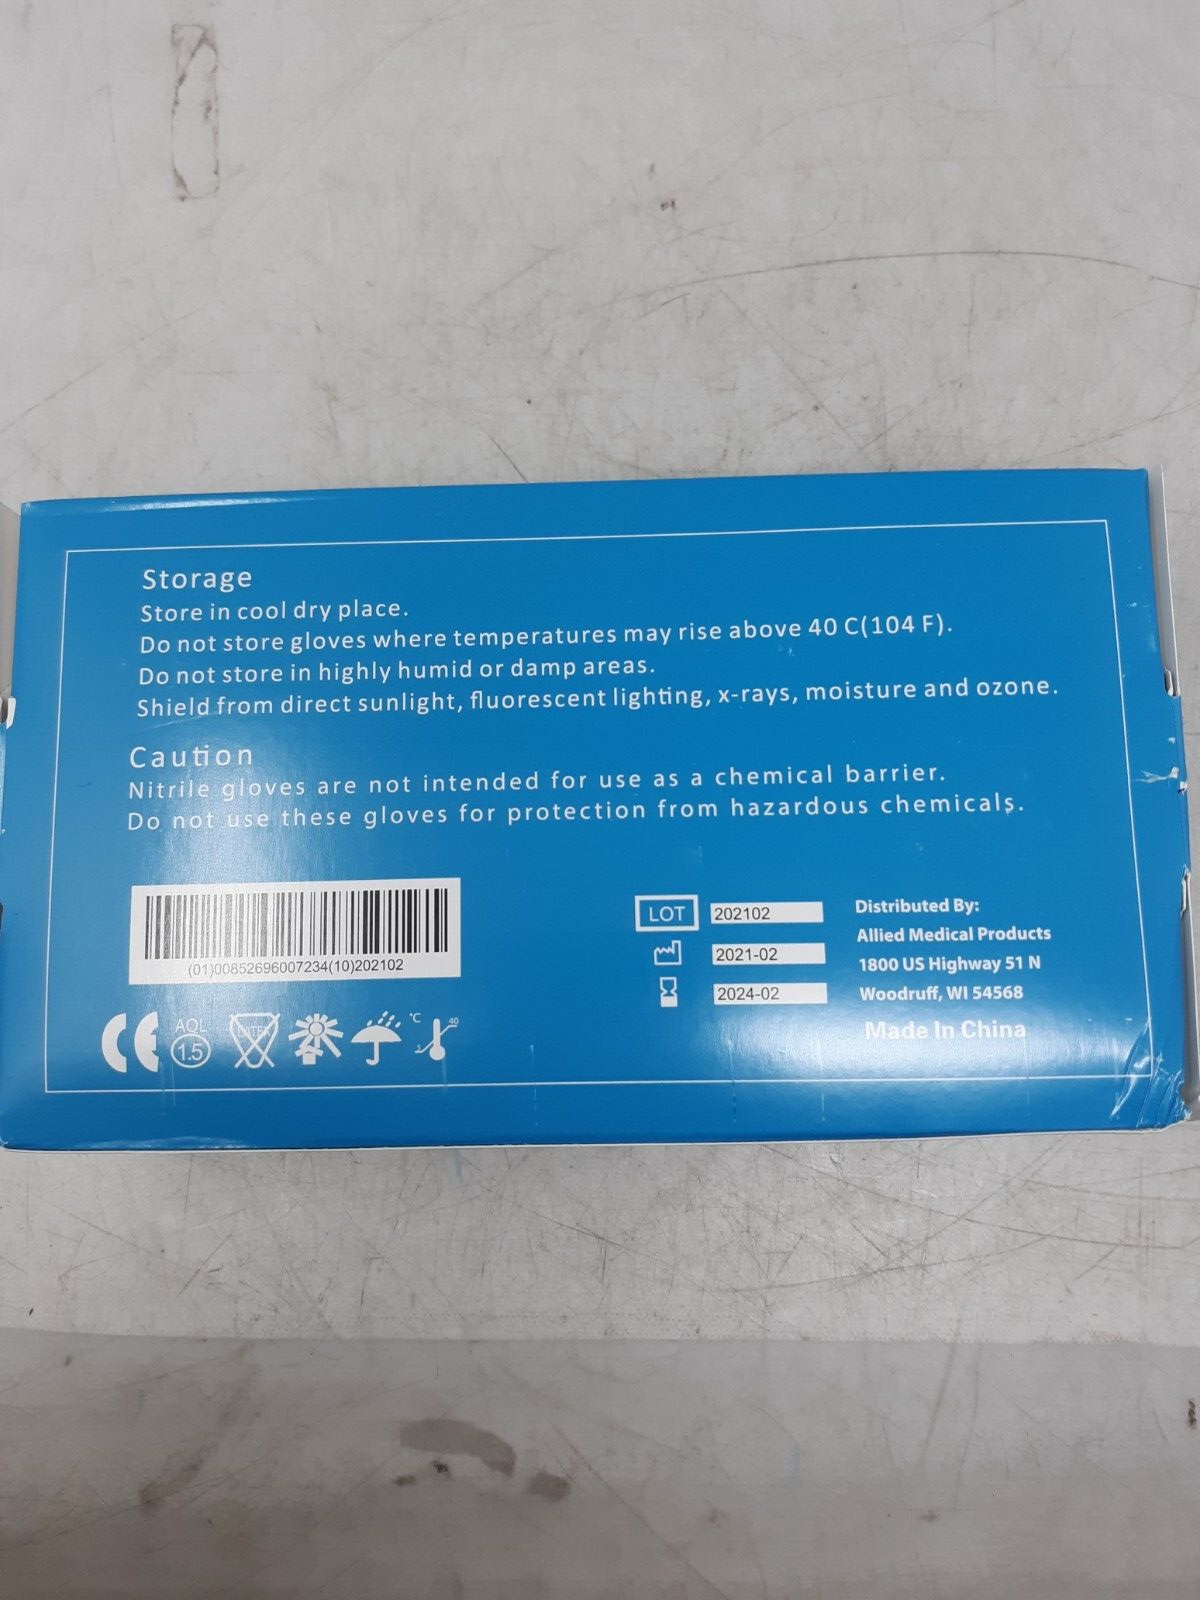 Storage
Store in cool dry place.
Do not store gloves where temperatures may rise above 40 C(104 F).
Do not store in highly humid or damp areas.
Shield from direct sunlight, fluorescent lighting, x-rays, moisture and ozone.
Caution
Nitrile gloves are not intended for use as a chemical barrier.
Do not use these gloves for protection from hazardous chemicals.
(01)00852696007234(10)202102
LOT 202102
2021-02
2024-02
Distributed By:
Allied Medical Products
1800 US Highway 51 N
Woodruff, WI 54568
Made In China
CE
AQL
1.5
LATEX
°C
40